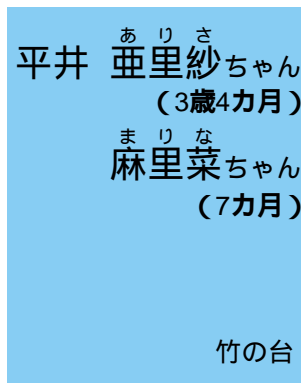 あ り さ
平井 亜里紗ちゃん
（3歳4カ月）
ま り な
麻里菜ちゃん
（7カ月）
竹の台